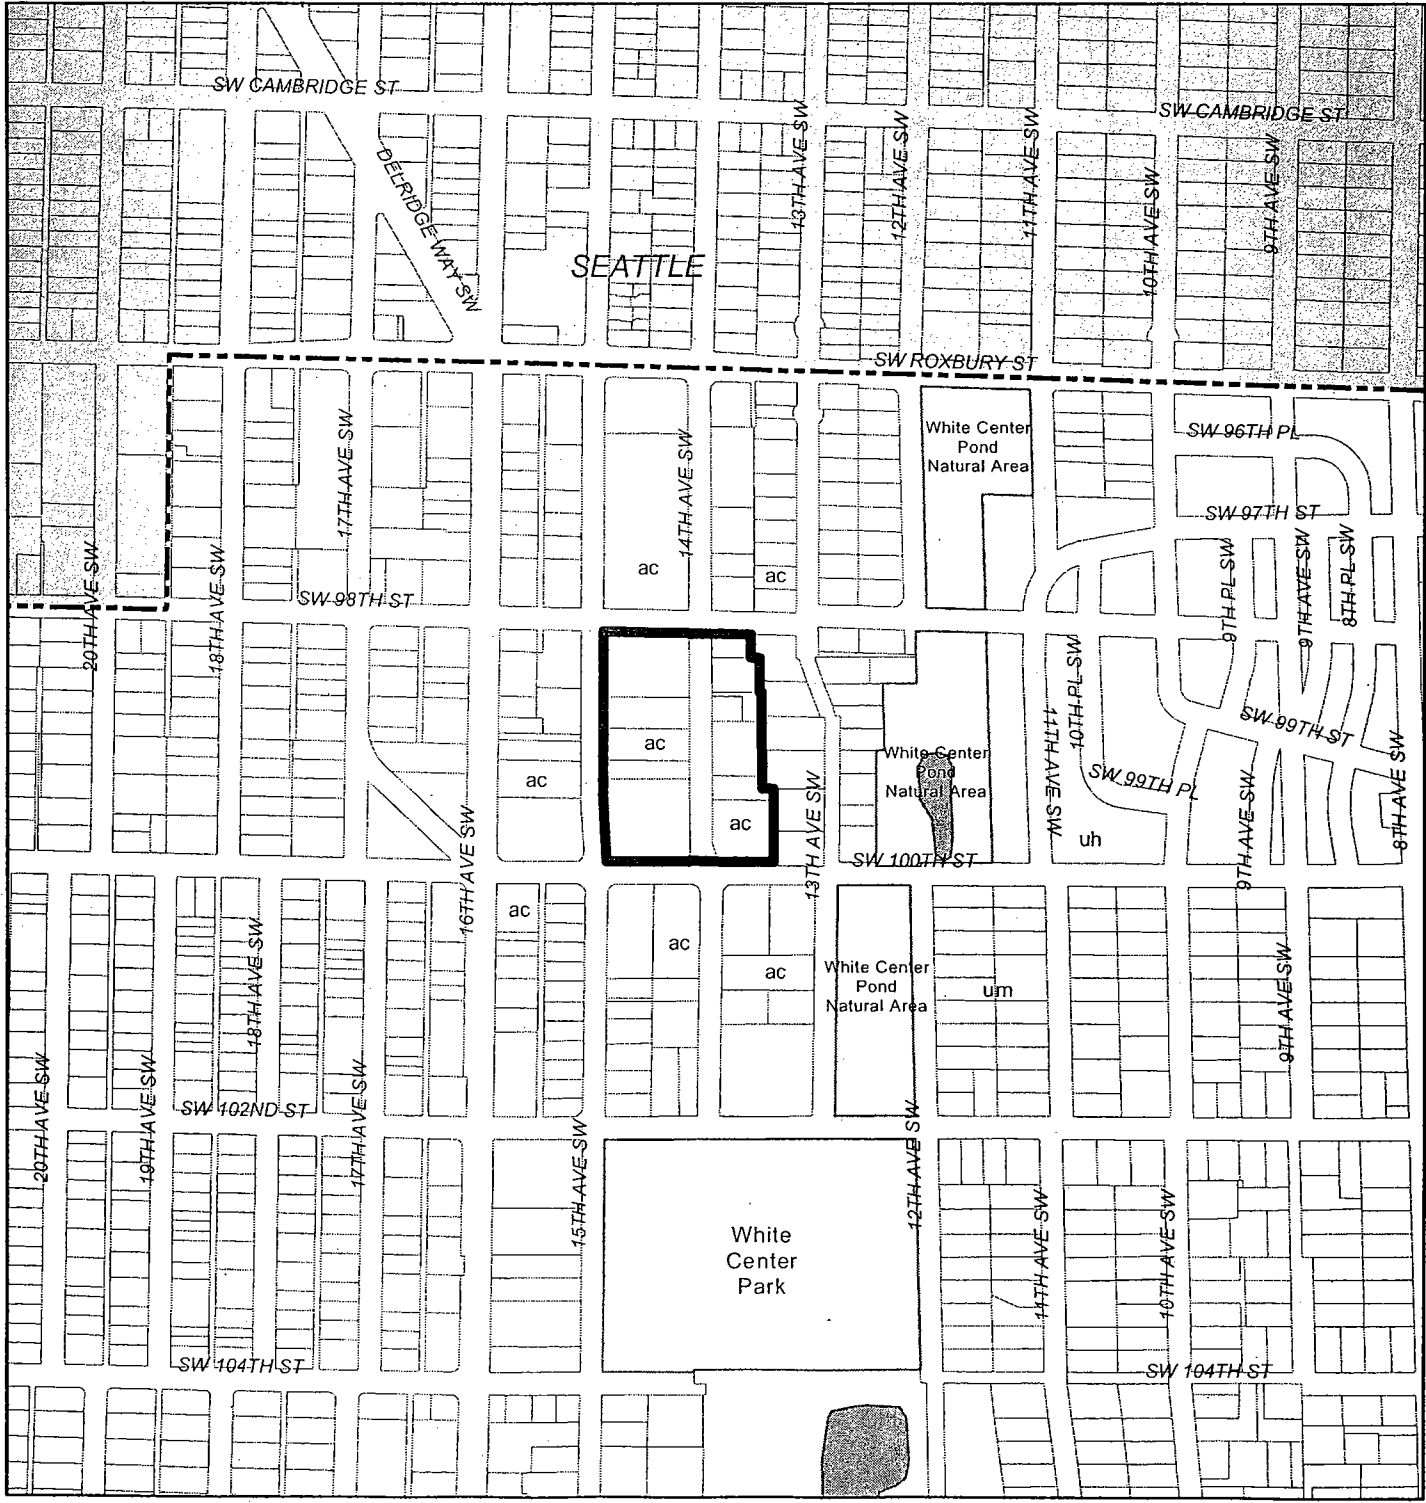 SW CAMBRIDGE ST
SW CAMBRIDGE ST
DELRIDGE WAY SW
13TH AVE SW
12TH AVE SW
11TH AVE SW
10TH AVE SW
9TH AVE SW
SEATTLE
SW ROXBURY ST
17TH AVE SW
14TH AVE SW
White Center
Pond
Natural Area
SW 96TH PL
SW 97TH ST
20TH AVE SW
18TH AVE SW
SW 98TH ST
ac
ac
9TH PL SW
9TH AVE SW
8TH PL SW
10TH PL SW
11TH AVE SW
SW 99TH ST
SW 99TH PL
ac
ac
ac
White Center
Pond
Natural Area
13TH AVE SW
16TH AVE SW
uh
9TH AVE SW
8TH AVE SW
SW 100TH ST
ac
ac
ac
White Center
Pond
Natural Area
um
18TH AVE SW
9TH AVE SW
20TH AVE SW
19TH AVE SW
17TH AVE SW
SW 102ND ST
15TH AVE SW
12TH AVE SW
White
Center
Park
11TH AVE SW
10TH AVE SW
SW 104TH ST
SW 104TH ST